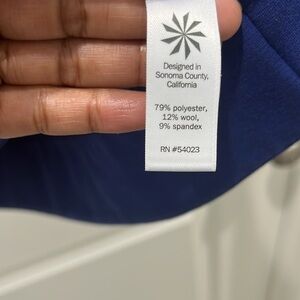 Designed in
Sonoma County,
California
79% polyester,
12% wool,
9% spandex
RN #54023